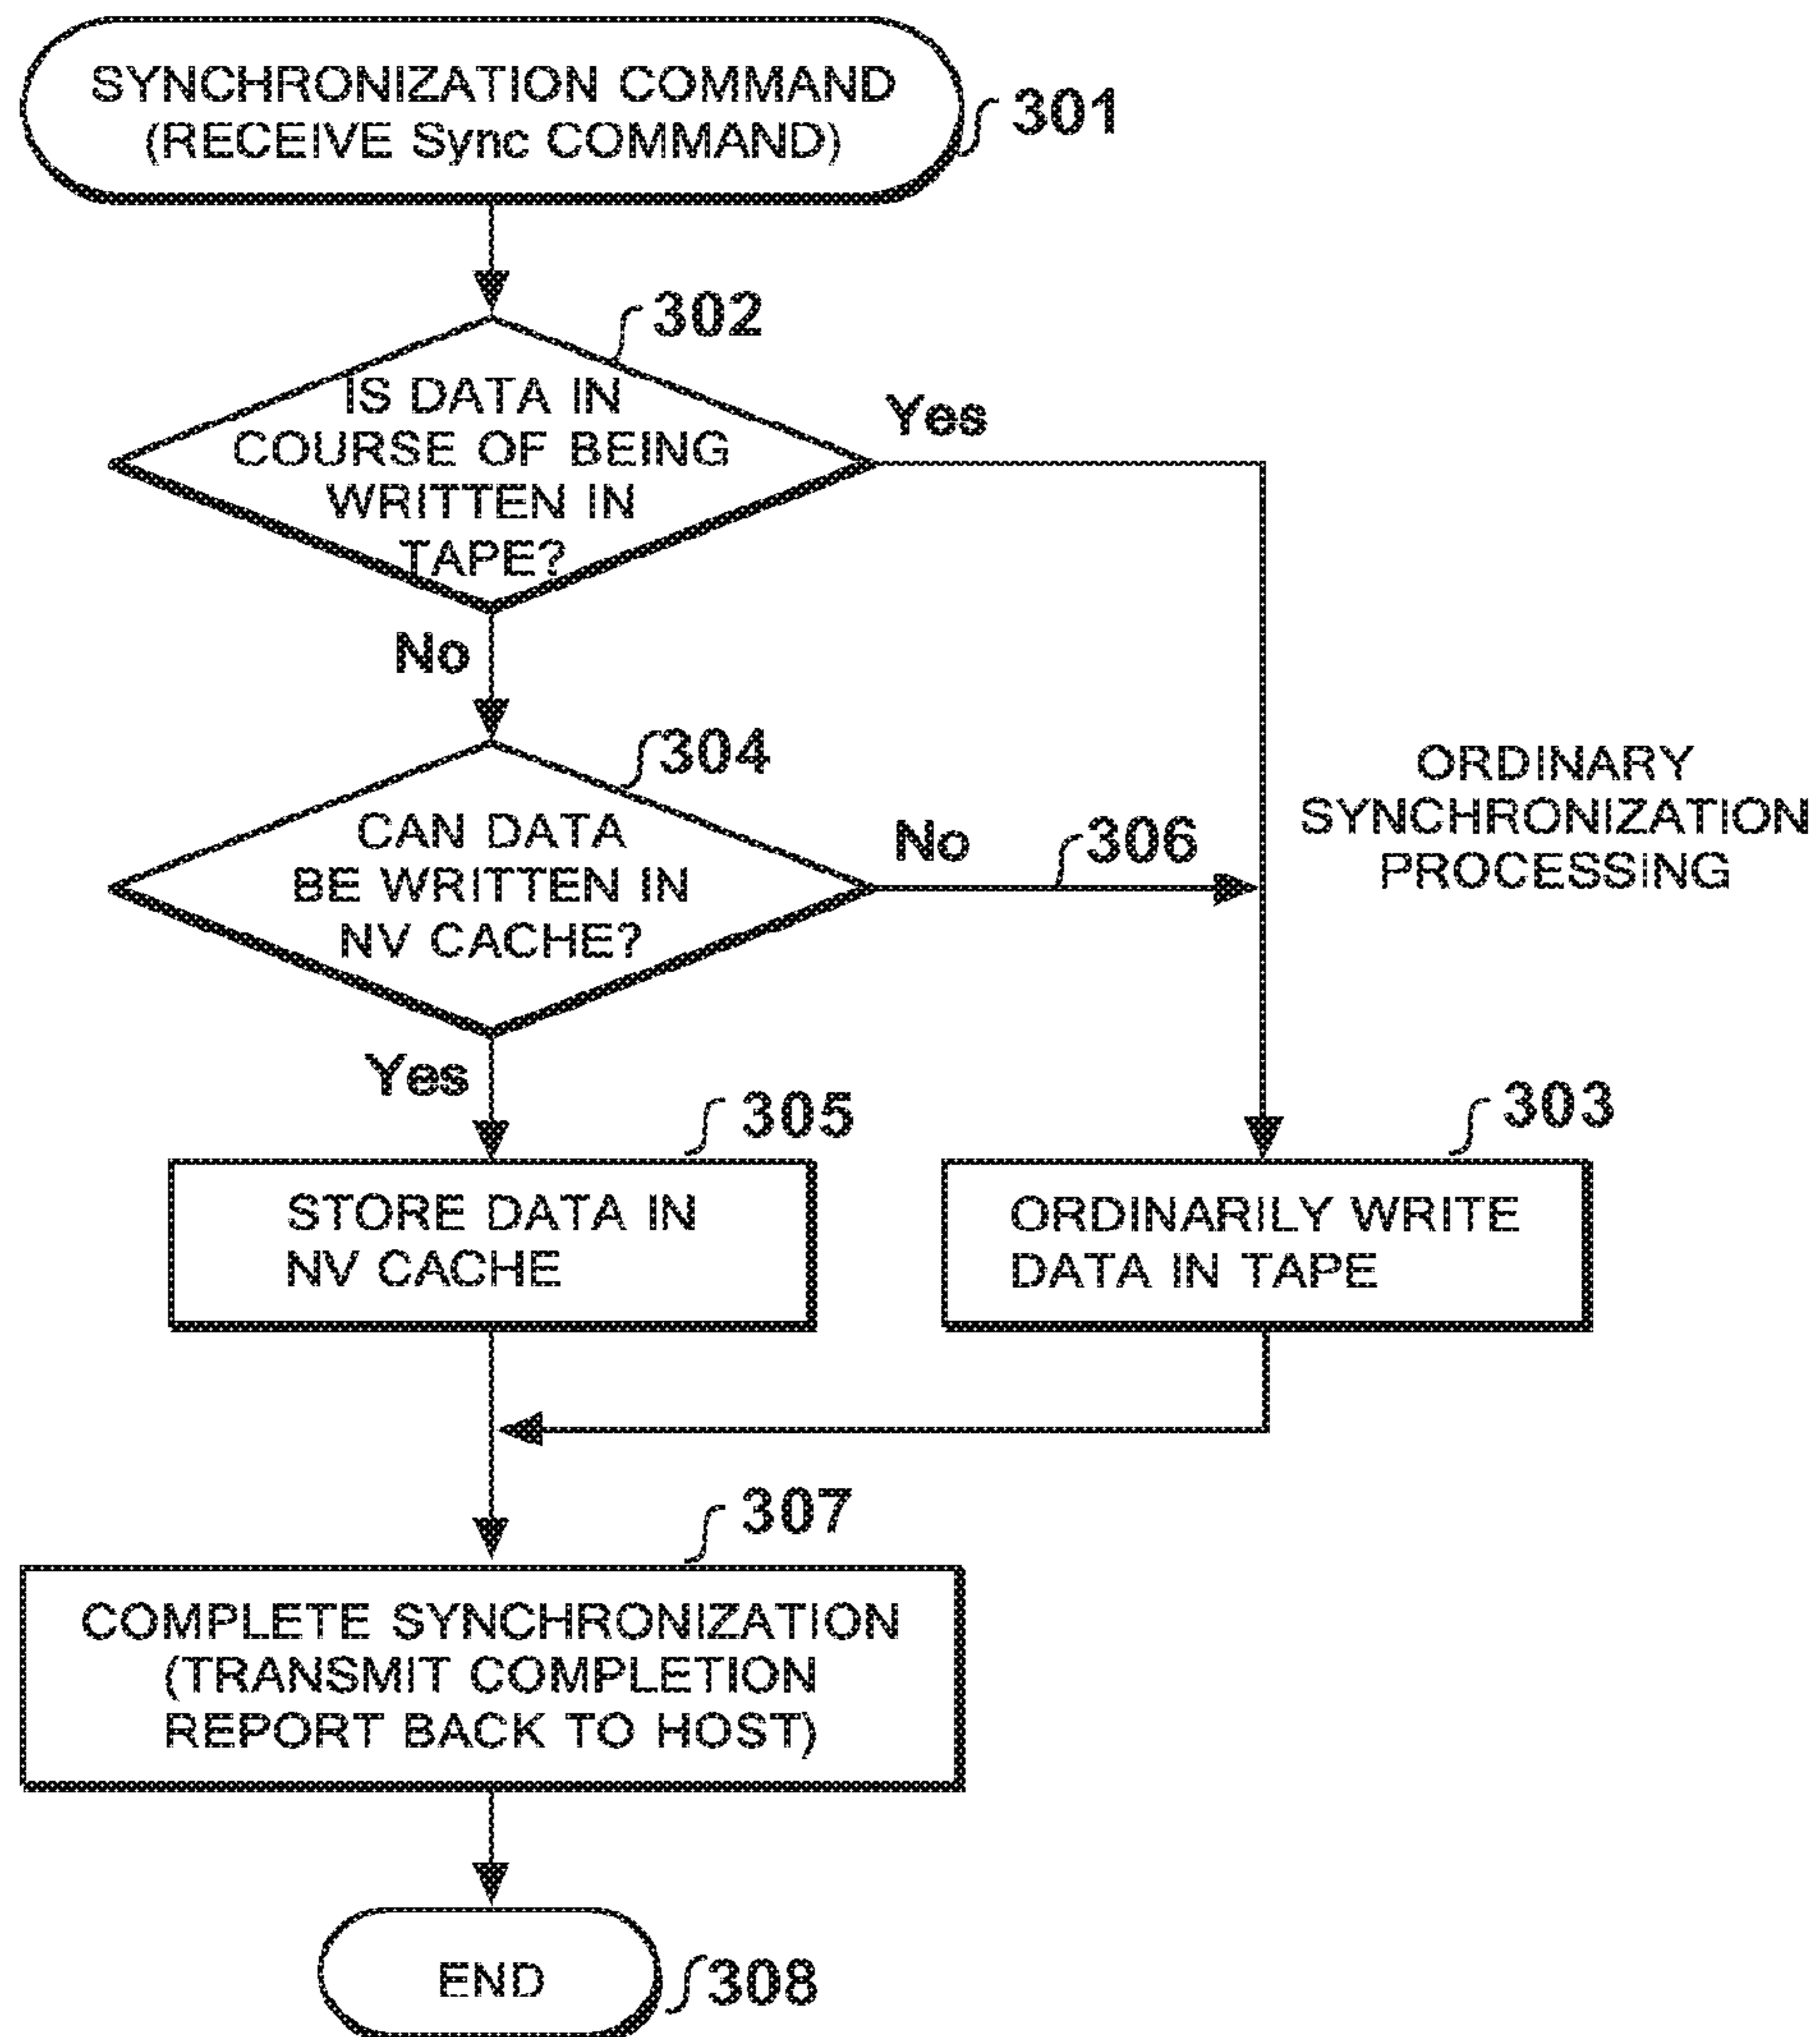 SYNCHRONIZATION COMMAND
(RECEIVE Sync COMMAND)
301
302
IS DATA IN
COURSE OF BEING
WRITTEN IN
TAPE?
Yes
No
304
CAN DATA
BE WRITTEN IN
NV CACHE?
No
306
ORDINARY
SYNCHRONIZATION
PROCESSING
Yes
305
303
STORE DATA IN
NV CACHE
ORDINARILY WRITE
DATA IN TAPE
307
COMPLETE SYNCHRONIZATION
(TRANSMIT COMPLETION
REPORT BACK TO HOST)
END
308